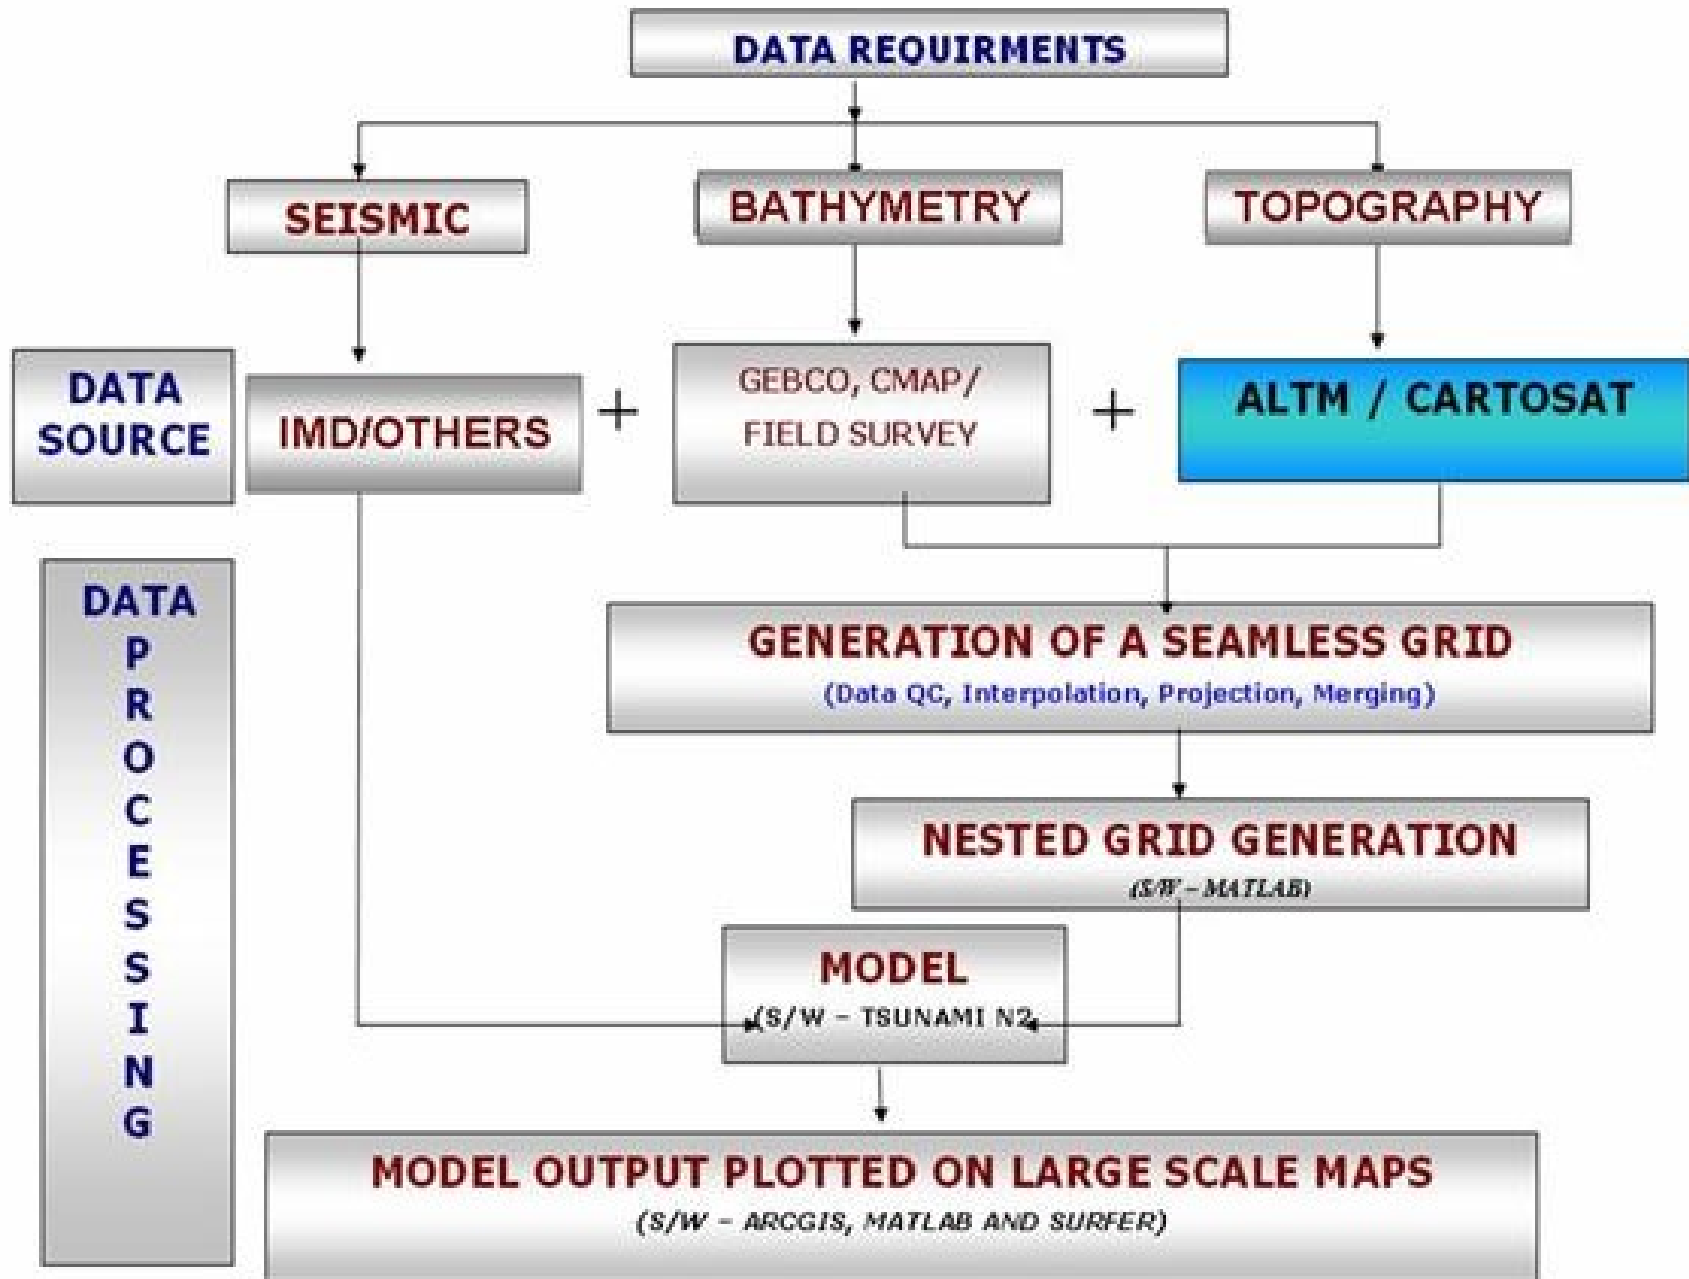 DATA REQUIRMENTS
SEISMIC
BATHYMETRY
TOPOGRAPHY
DATA
SOURCE
IMD/OTHERS
+
GEBCO, CMAP/
FIELD SURVEY
+
ALTM / CARTOSAT
DATA
P
R
O
C
E
S
S
I
N
G
GENERATION OF A SEAMLESS GRID
(Data QC, Interpolation, Projection, Merging)
NESTED GRID GENERATION
(S/W – MATLAB)
MODEL
(S/W – TSUNAMI N2
MODEL OUTPUT PLOTTED ON LARGE SCALE MAPS
(S/W – ARCGIS, MATLAB AND SURFER)